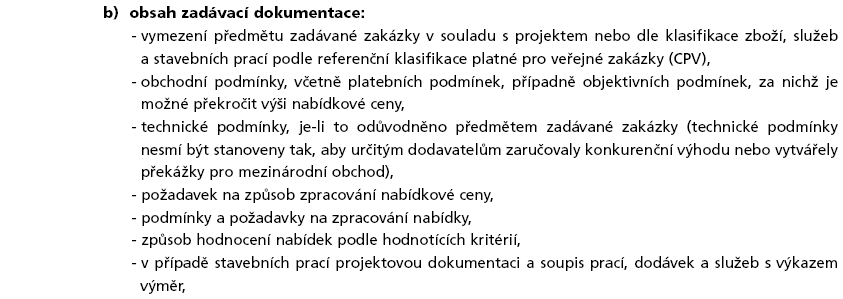 b) obsah zadávací dokumentace:
- vymezení předmětu zadávané zakázky v souladu s projektem nebo dle klasifikace zboží, služeb
a stavebních prací podle referenční klasifikace platné pro veřejné zakázky (CPV),
- obchodní podmínky, včetně platebních podmínek, případně objektivních podmínek, za nichž je
možné překročit výši nabídkové ceny,
- technické podmínky, je-li to odůvodněno předmětem zadávané zakázky (technické podmínky
nesmí být stanoveny tak, aby určitým dodavatelům zaručovaly konkurenční výhodu nebo vytvářely
překážky pro mezinárodní obchod),
- požadavek na způsob zpracování nabídkové ceny,
- podmínky a požadavky na zpracování nabídky,
- způsob hodnocení nabídek podle hodnotících kritérií,
- v případě stavebních prací projektovou dokumentaci a soupis prací, dodávek a služeb s výkazem
výměr,